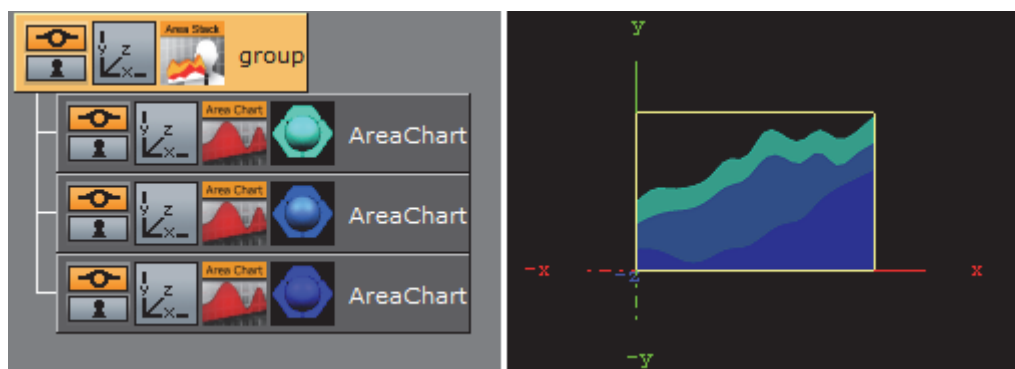 Area Stack
y z
x
group
Area Chart
y z
x
AreaChart
Area Chart
y z
x
AreaChart
Area Chart
y z
x
AreaChart
y
-x
-z
x
-y